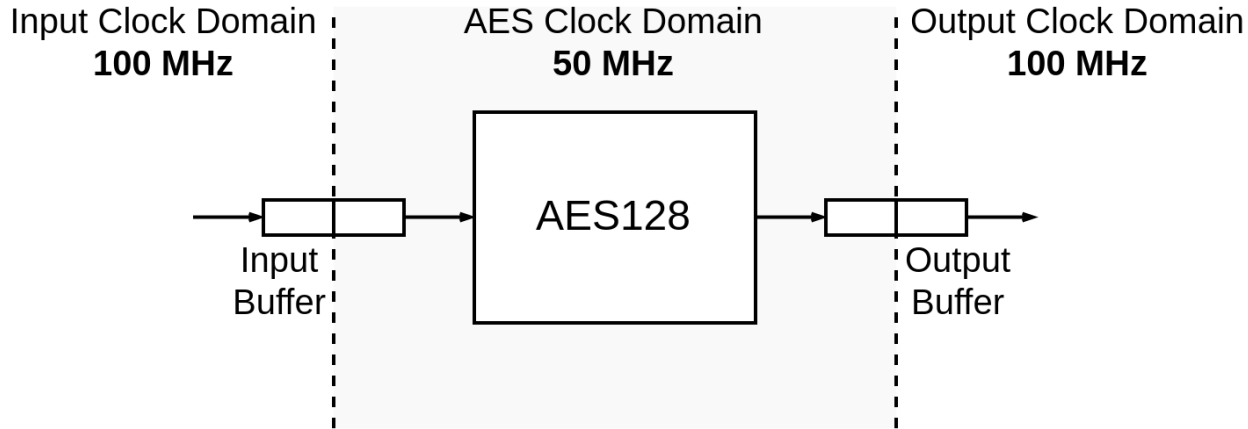 Input Clock Domain
100 MHz
AES Clock Domain
50 MHz
Output Clock Domain
100 MHz
AES128
Input
Buffer
Output
Buffer